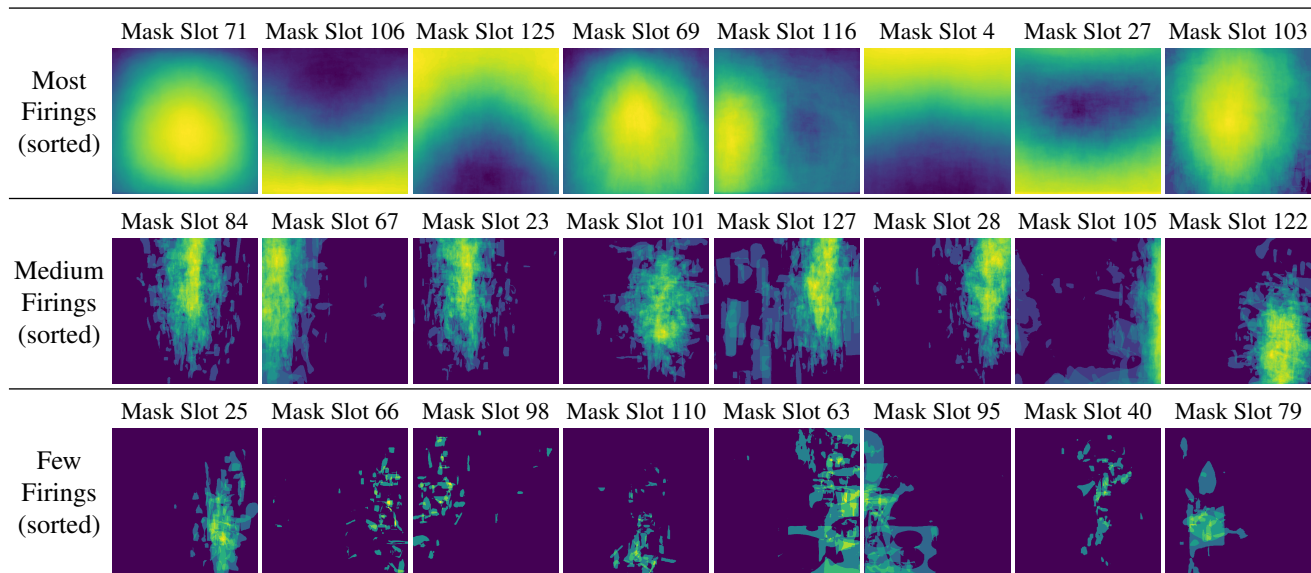 Mask Slot 71 Mask Slot 106 Mask Slot 125 Mask Slot 69 Mask Slot 116 Mask Slot 4 Mask Slot 27 Mask Slot 103
Most
Firings
(sorted)
Mask Slot 84 Mask Slot 67 Mask Slot 23 Mask Slot 101 Mask Slot 127 Mask Slot 28 Mask Slot 105 Mask Slot 122
Medium
Firings
(sorted)
Mask Slot 25 Mask Slot 66 Mask Slot 98 Mask Slot 110 Mask Slot 63 Mask Slot 95 Mask Slot 40 Mask Slot 79
Few
Firings
(sorted)